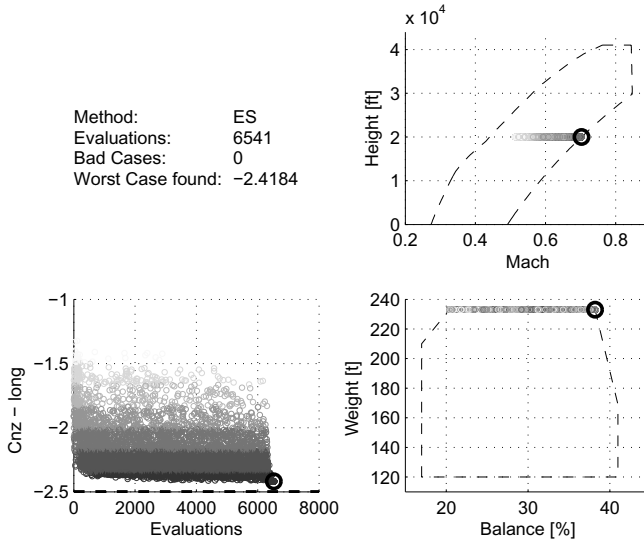 Method: ES
Evaluations: 6541
Bad Cases: 0
Worst Case found: −2.4184
x 10⁴
4
3
2
1
0
Height [ft]
0.2 0.4 0.6 0.8
Mach
−1
−1.5
−2
−2.5
Cnz − long
0 2000 4000 6000 8000
Evaluations
240
220
200
180
160
140
120
Weight [t]
20 30 40
Balance [%]